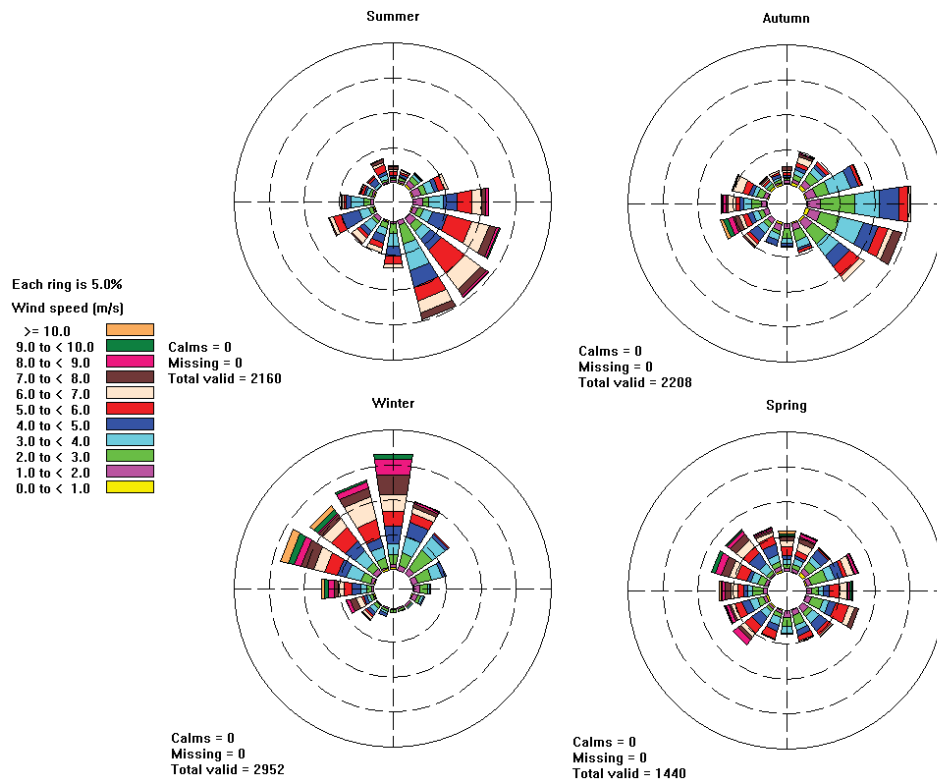 Summer
Autumn
Each ring is 5.0%
Wind speed (m/s)
>= 10.0
9.0 to < 10.0
8.0 to < 9.0
7.0 to < 8.0
6.0 to < 7.0
5.0 to < 6.0
4.0 to < 5.0
3.0 to < 4.0
2.0 to < 3.0
1.0 to < 2.0
0.0 to < 1.0
Calms = 0
Missing = 0
Total valid = 2160
Calms = 0
Missing = 0
Total valid = 2208
Winter
Spring
Calms = 0
Missing = 0
Total valid = 2952
Calms = 0
Missing = 0
Total valid = 1440